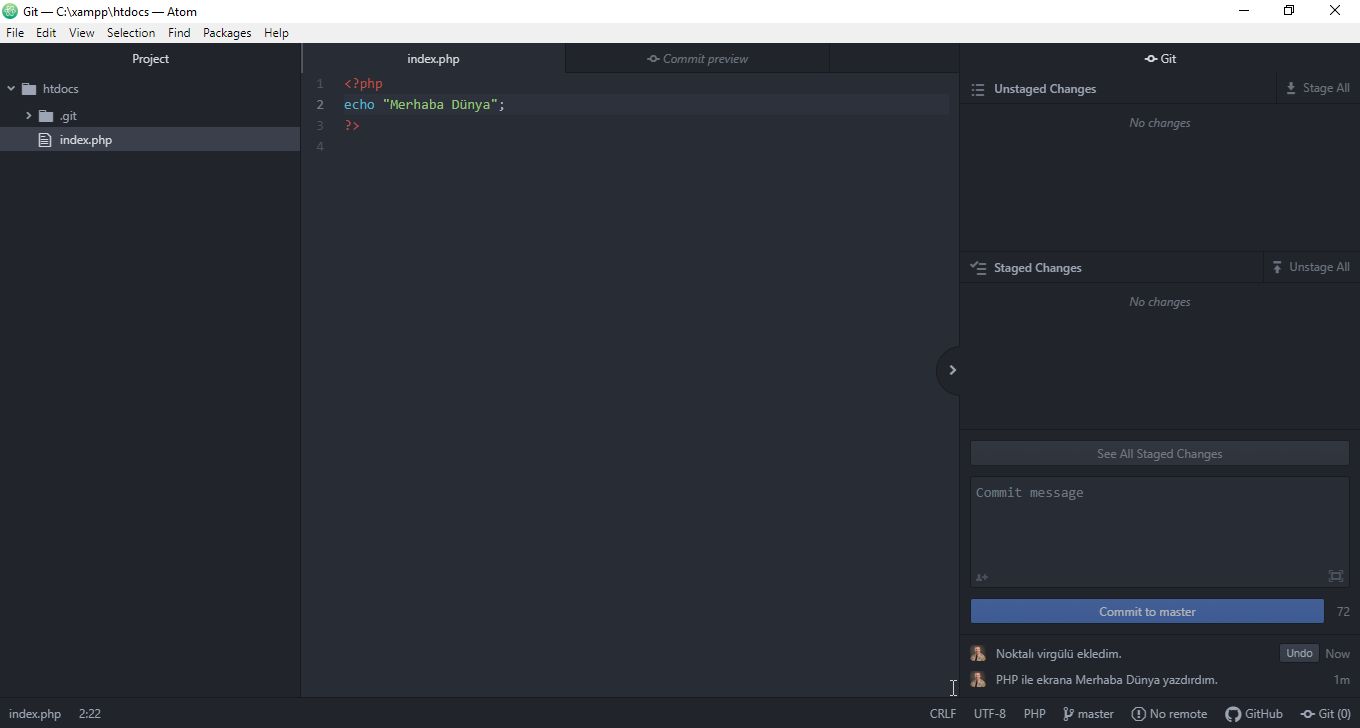 Git — C:\xampp\htdocs — Atom
File Edit View Selection Find Packages Help
Project
htdocs
.git
index.php
index.php
Commit preview
1 <?php
2 echo "Merhaba Dünya";
3 ?>
4
Git
Unstaged Changes
Stage All
No changes
Staged Changes
Unstage All
No changes
See All Staged Changes
Commit message
Commit to master
72
Noktalı virgülü ekledim. Undo Now
PHP ile ekrana Merhaba Dünya yazdırdım. 1m
index.php 2:22 CRLF UTF-8 PHP master No remote GitHub Git (0)